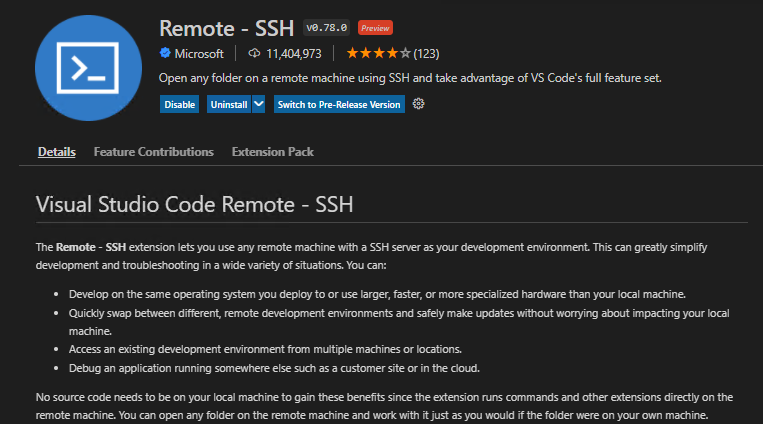 Remote - SSH v0.78.0 Preview
Microsoft 11,404,973 (123)
Open any folder on a remote machine using SSH and take advantage of VS Code's full feature set.
Disable Uninstall Switch to Pre-Release Version
Details Feature Contributions Extension Pack
Visual Studio Code Remote - SSH
The Remote - SSH extension lets you use any remote machine with a SSH server as your development environment. This can greatly simplify
development and troubleshooting in a wide variety of situations. You can:
• Develop on the same operating system you deploy to or use larger, faster, or more specialized hardware than your local machine.
• Quickly swap between different, remote development environments and safely make updates without worrying about impacting your local
machine.
• Access an existing development environment from multiple machines or locations.
• Debug an application running somewhere else such as a customer site or in the cloud.
No source code needs to be on your local machine to gain these benefits since the extension runs commands and other extensions directly on the
remote machine. You can open any folder on the remote machine and work with it just as you would if the folder were on your own machine.